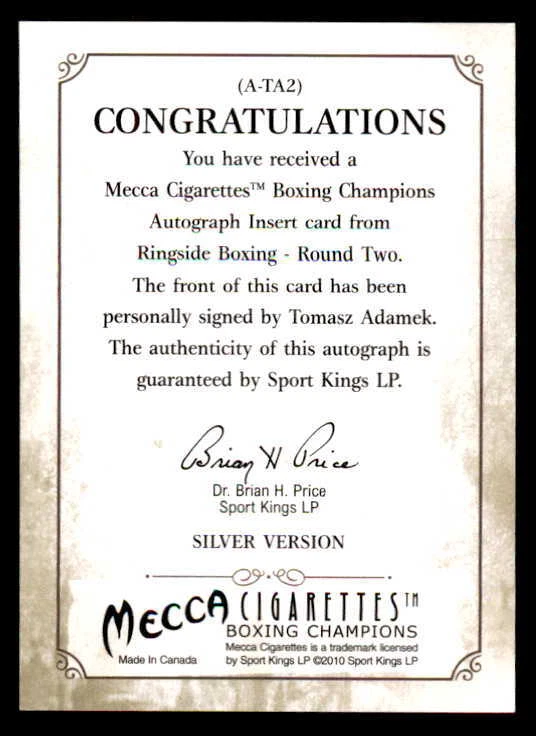 (A-TA2)
CONGRATULATIONS
You have received a
Mecca Cigarettes™ Boxing Champions
Autograph Insert card from
Ringside Boxing - Round Two.
The front of this card has been
personally signed by Tomasz Adamek.
The authenticity of this autograph is
guaranteed by Sport Kings LP.
Brian H Price
Dr. Brian H. Price
Sport Kings LP
SILVER VERSION
MECCA CIGARETTES™
BOXING CHAMPIONS
Made In Canada
Mecca Cigarettes is a trademark licensed
by Sport Kings LP ©2010 Sport Kings LP